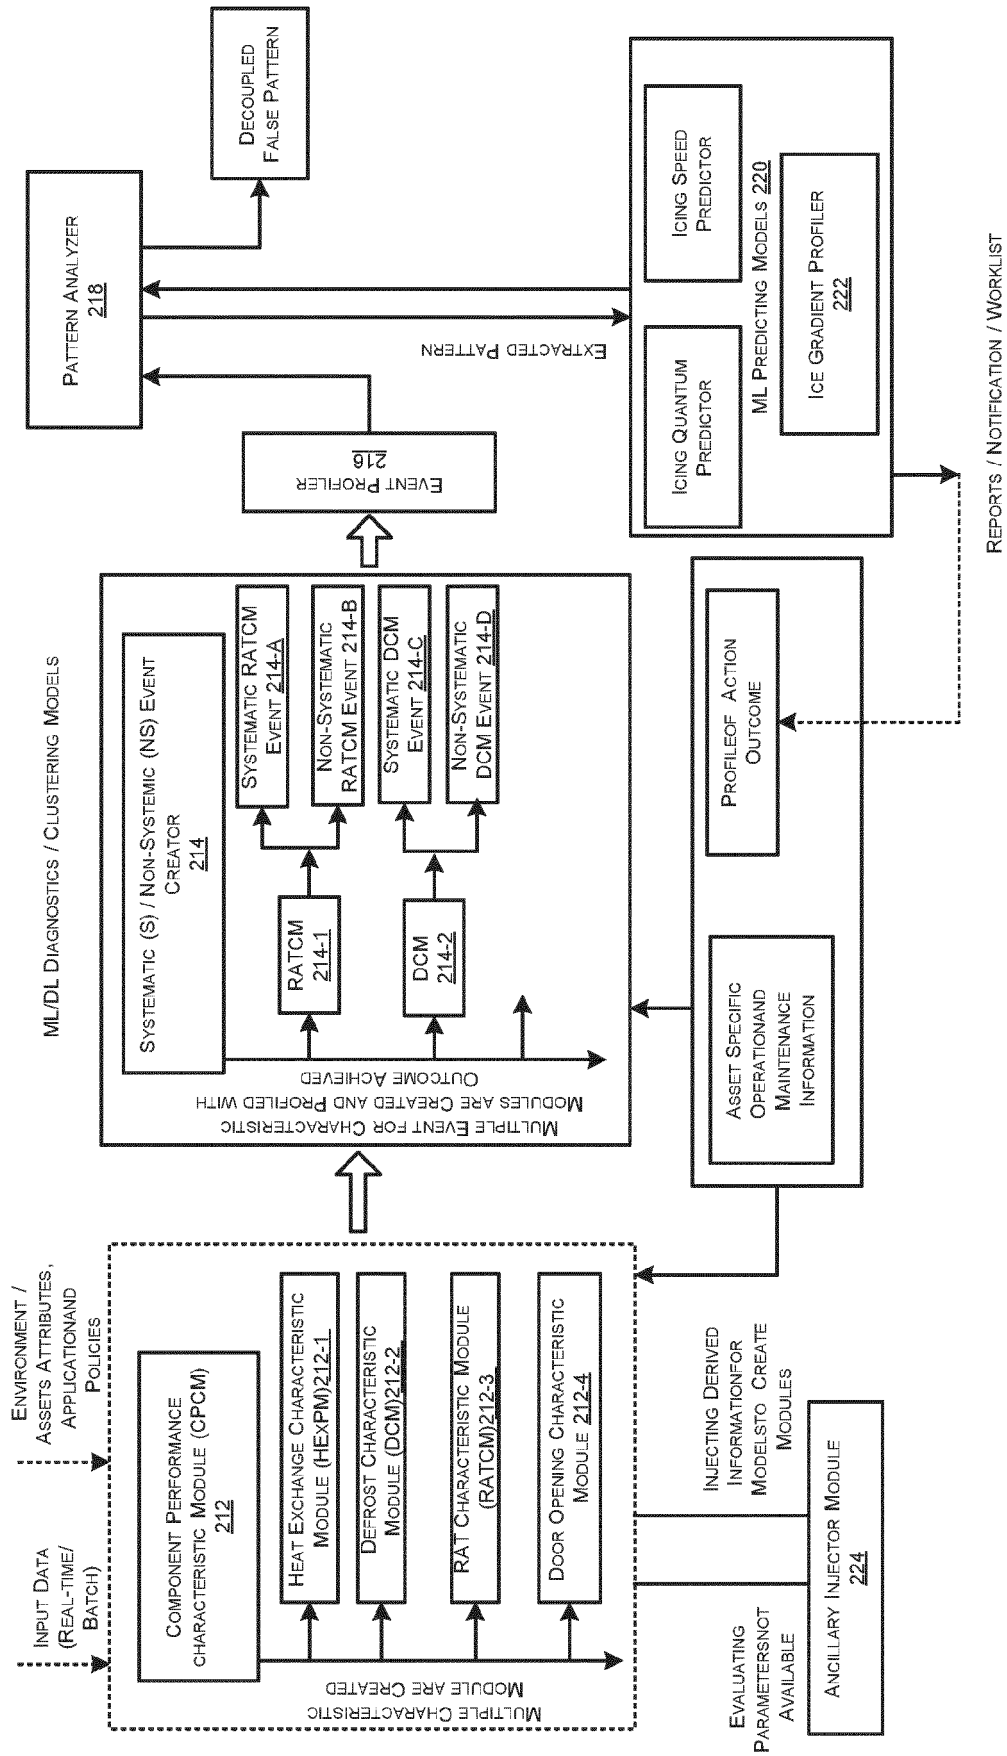 INPUT DATA
(REAL-TIME/
BATCH)
ENVIRONMENT /
ASSETS ATTRIBUTES,
APPLICATIONAND
POLICIES
COMPONENT PERFORMANCE
CHARACTERISTIC MODULE (CPCM)
212
HEAT EXCHANGE CHARACTERISTIC
MODULE (HEXPM)212-1
DEFROST CHARACTERISTIC
MODULE (DCM)212-2
RAT CHARACTERISTIC MODULE
(RATCM)212-3
DOOR OPENING CHARACTERISTIC
MODULE 212-4
MULTIPLE CHARACTERISTIC
MODULE ARE CREATED
EVALUATING
PARAMETERSNOT
AVAILABLE
INJECTING DERIVED
INFORMATIONFOR
MODELSTO CREATE
MODULES
ANCILLARY INJECTOR MODULE
224
ML/DL DIAGNOSTICS / CLUSTERING MODELS
SYSTEMATIC (S) / NON-SYSTEMIC (NS) EVENT
CREATOR
214
RATCM
214-1
DCM
214-2
SYSTEMATIC RATCM
EVENT 214-A
NON-SYSTEMATIC
RATCM EVENT 214-B
SYSTEMATIC DCM
EVENT 214-C
NON-SYSTEMATIC
DCM EVENT 214-D
MULTIPLE EVENT FOR CHARACTERISTIC
MODULES ARE CREATED AND PROFILED WITH
OUTCOME ACHIEVED
ASSET SPECIFIC
OPERATIONAND
MAINTENANCE
INFORMATION
PROFILEOF ACTION
OUTCOME
EVENT PROFILER
216
PATTERN ANALYZER
218
DECOUPLED
FALSE PATTERN
EXTRACTED PATTERN
ICING QUANTUM
PREDICTOR
ICING SPEED
PREDICTOR
ML PREDICTING MODELS 220
ICE GRADIENT PROFILER
222
REPORTS / NOTIFICATION / WORKLIST